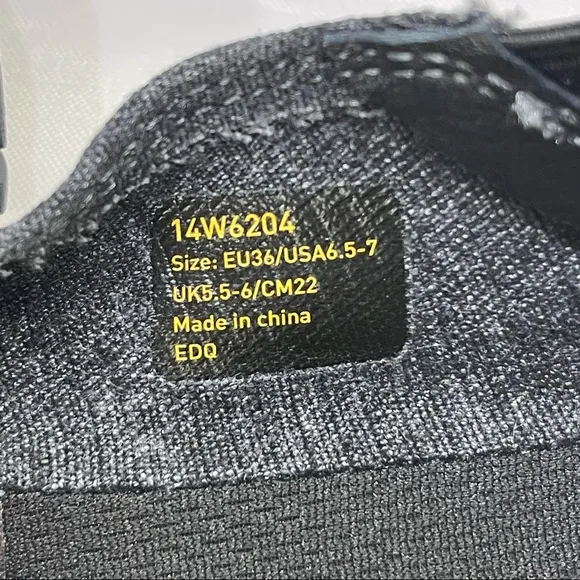 14W6204
Size: EU36/USA6.5-7
UK5.5-6/CM22
Made in china
EDQ